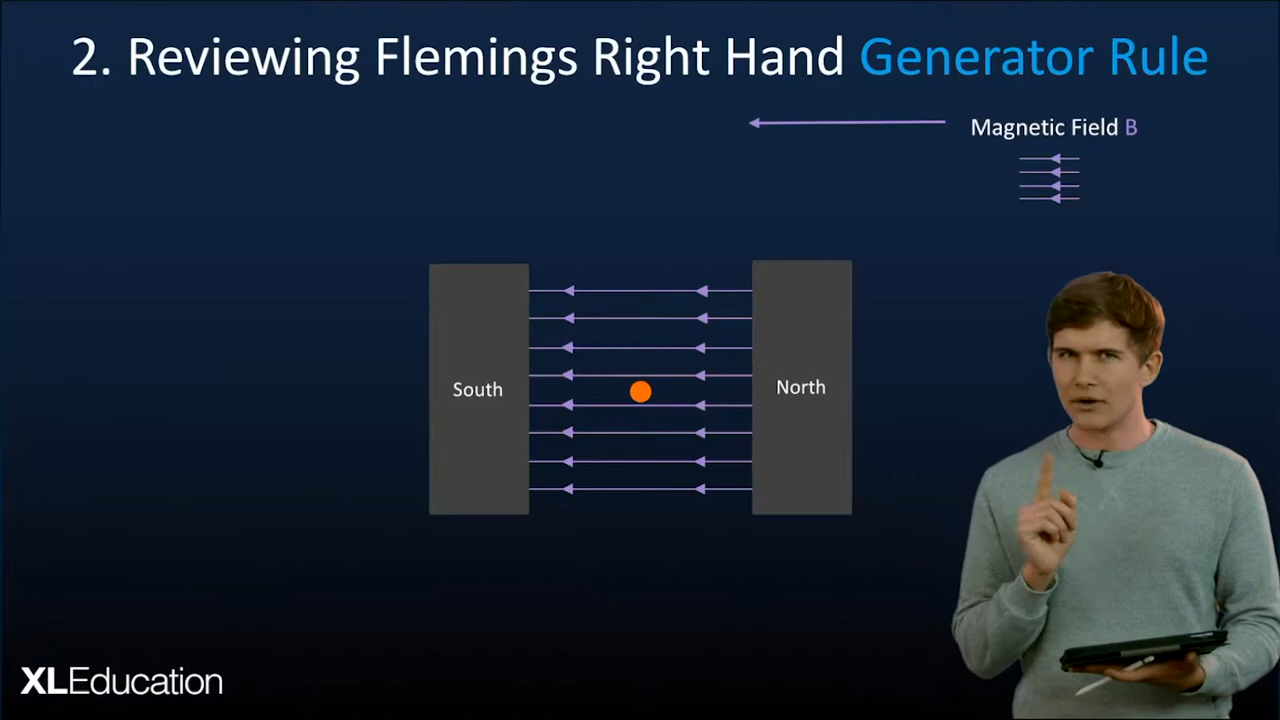 2. Reviewing Flemings Right Hand Generator Rule
Magnetic Field B
South
North
XLEducation